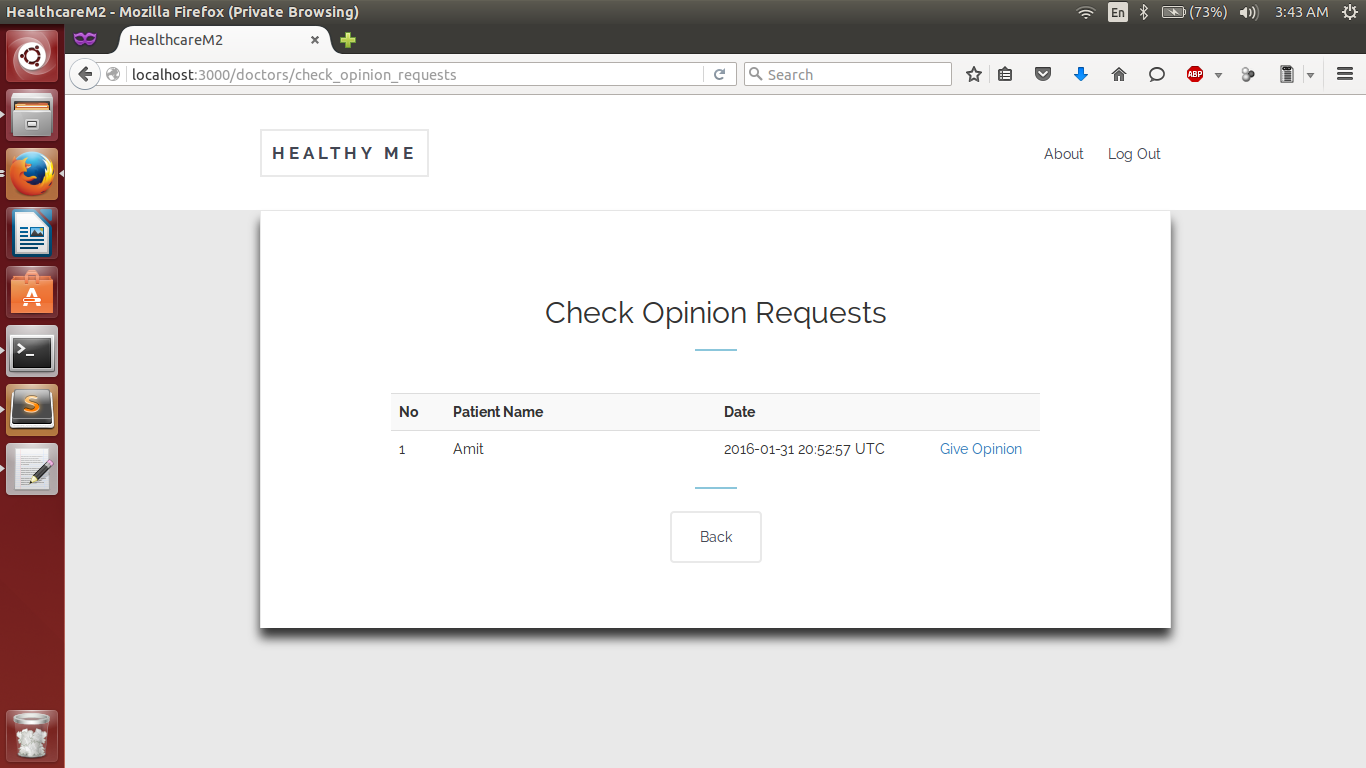 HealthcareM2 - Mozilla Firefox (Private Browsing)
En
(73%)
3:43 AM
HealthcareM2
localhost:3000/doctors/check_opinion_requests
Search
ABP
HEALTHY ME
About
Log Out
Check Opinion Requests
No Patient Name Date
1 Amit 2016-01-31 20:52:57 UTC Give Opinion
Back